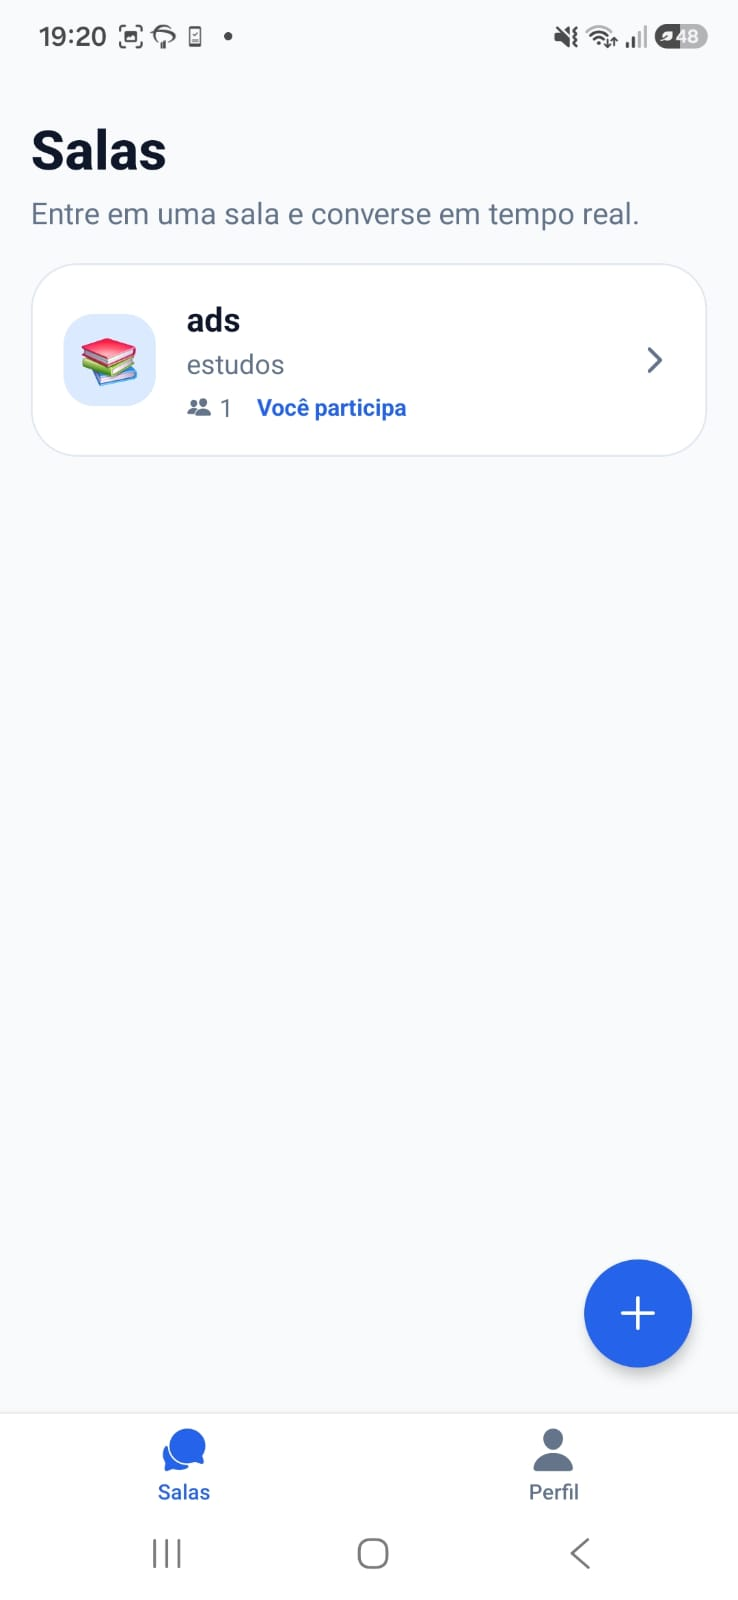 19:20
48
Salas
Entre em uma sala e converse em tempo real.
ads
estudos
1 Você participa
Salas
Perfil